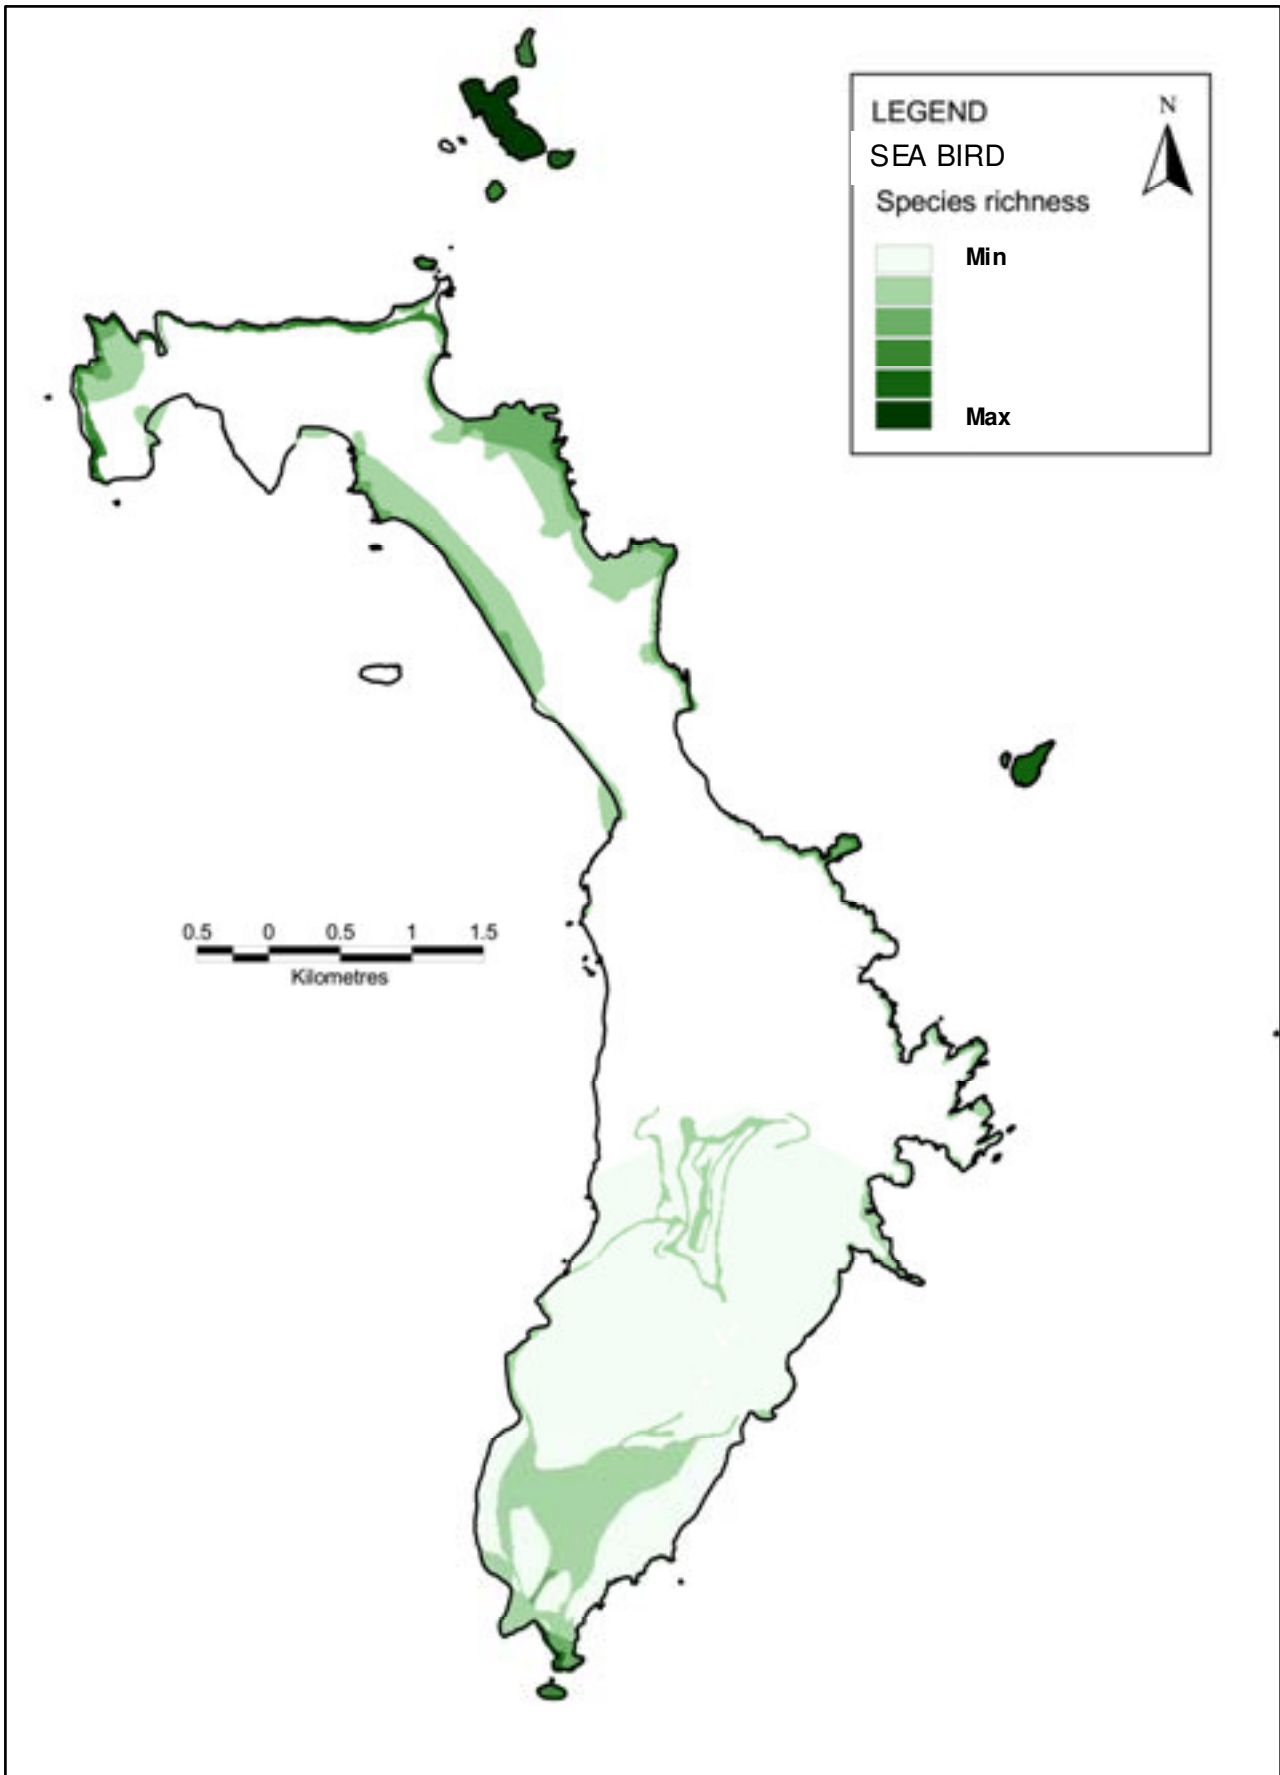 LEGEND
N
SEA BIRD
Species richness
Min
Max
0.5 0 0.5 1 1.5
Kilometres